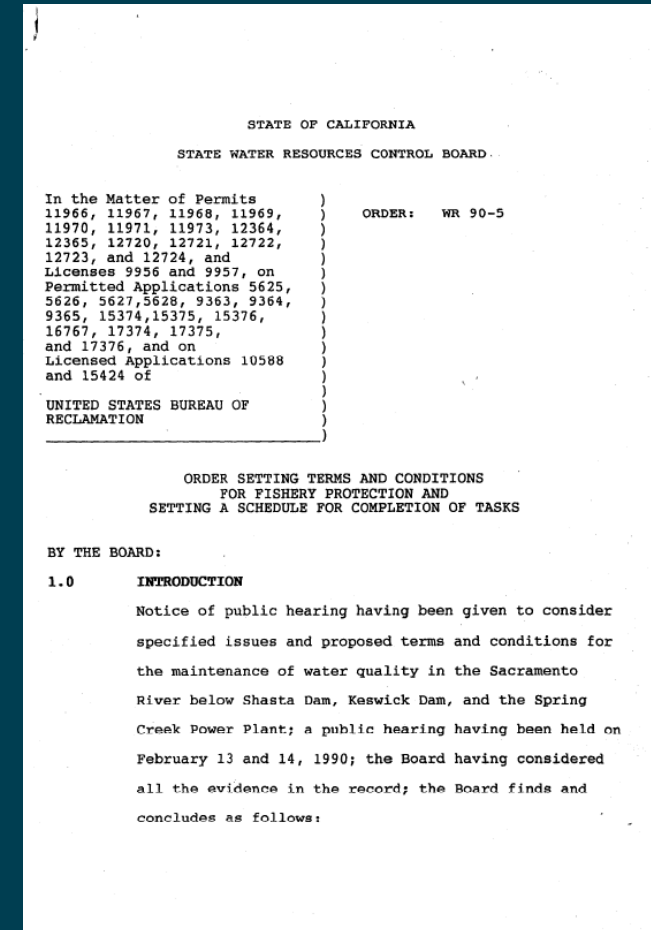 STATE OF CALIFORNIA
STATE WATER RESOURCES CONTROL BOARD
In the Matter of Permits )
11966, 11967, 11968, 11969, ) ORDER: WR 90-5
11970, 11971, 11973, 12364, )
12365, 12720, 12721, 12722, )
12723, and 12724, and )
Licenses 9956 and 9957, on )
Permitted Applications 5625, )
5626, 5627,5628, 9363, 9364, )
9365, 15374,15375, 15376, )
16767, 17374, 17375, )
and 17376, and on )
Licensed Applications 10588 )
and 15424 of )
)
UNITED STATES BUREAU OF )
RECLAMATION )
)
ORDER SETTING TERMS AND CONDITIONS
FOR FISHERY PROTECTION AND
SETTING A SCHEDULE FOR COMPLETION OF TASKS
BY THE BOARD:
1.0 INTRODUCTION
Notice of public hearing having been given to consider
specified issues and proposed terms and conditions for
the maintenance of water quality in the Sacramento
River below Shasta Dam, Keswick Dam, and the Spring
Creek Power Plant; a public hearing having been held on
February 13 and 14, 1990; the Board having considered
all the evidence in the record; the Board finds and
concludes as follows: